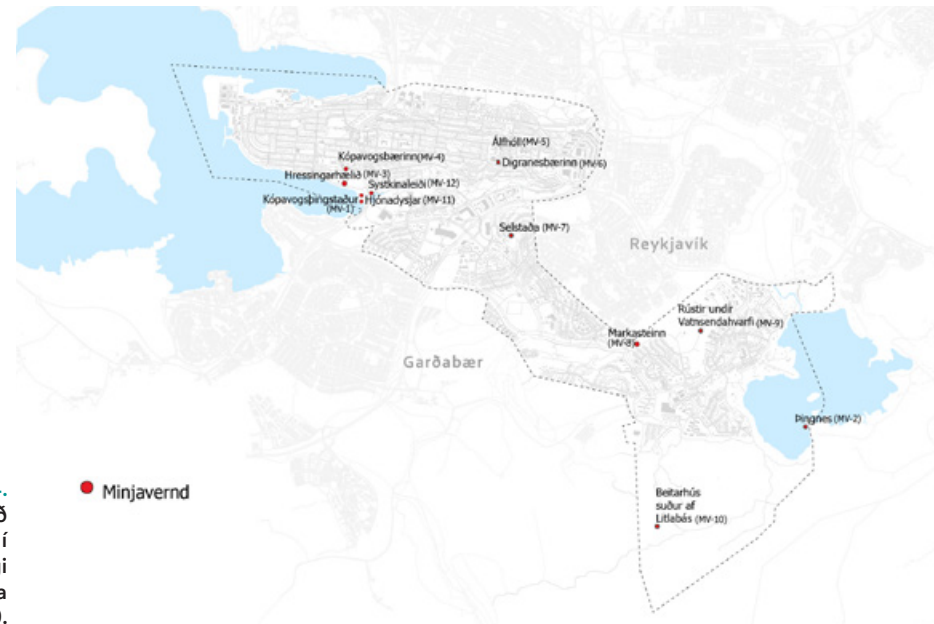 Álfhóll(MV-5)
Kópavogsbærinn(MV-4)
Digranesbærinn (MV-6)
Hressingarhælið (MV-3)
Systkinaleiði(MV-12)
Kópavogsþingstaður
(MV-1)
Hjónadysjar (MV-11)
Selstaða (MV-7)
Reykjavík
Rústir undir
Vatnsendahvarfi (MV-9)
Markasteinn
(MV-8)
Garðabær
Þingnes (MV-2)
Minjavernd
Beitarhús
suður af
Litlabás (MV-10)
ð
í